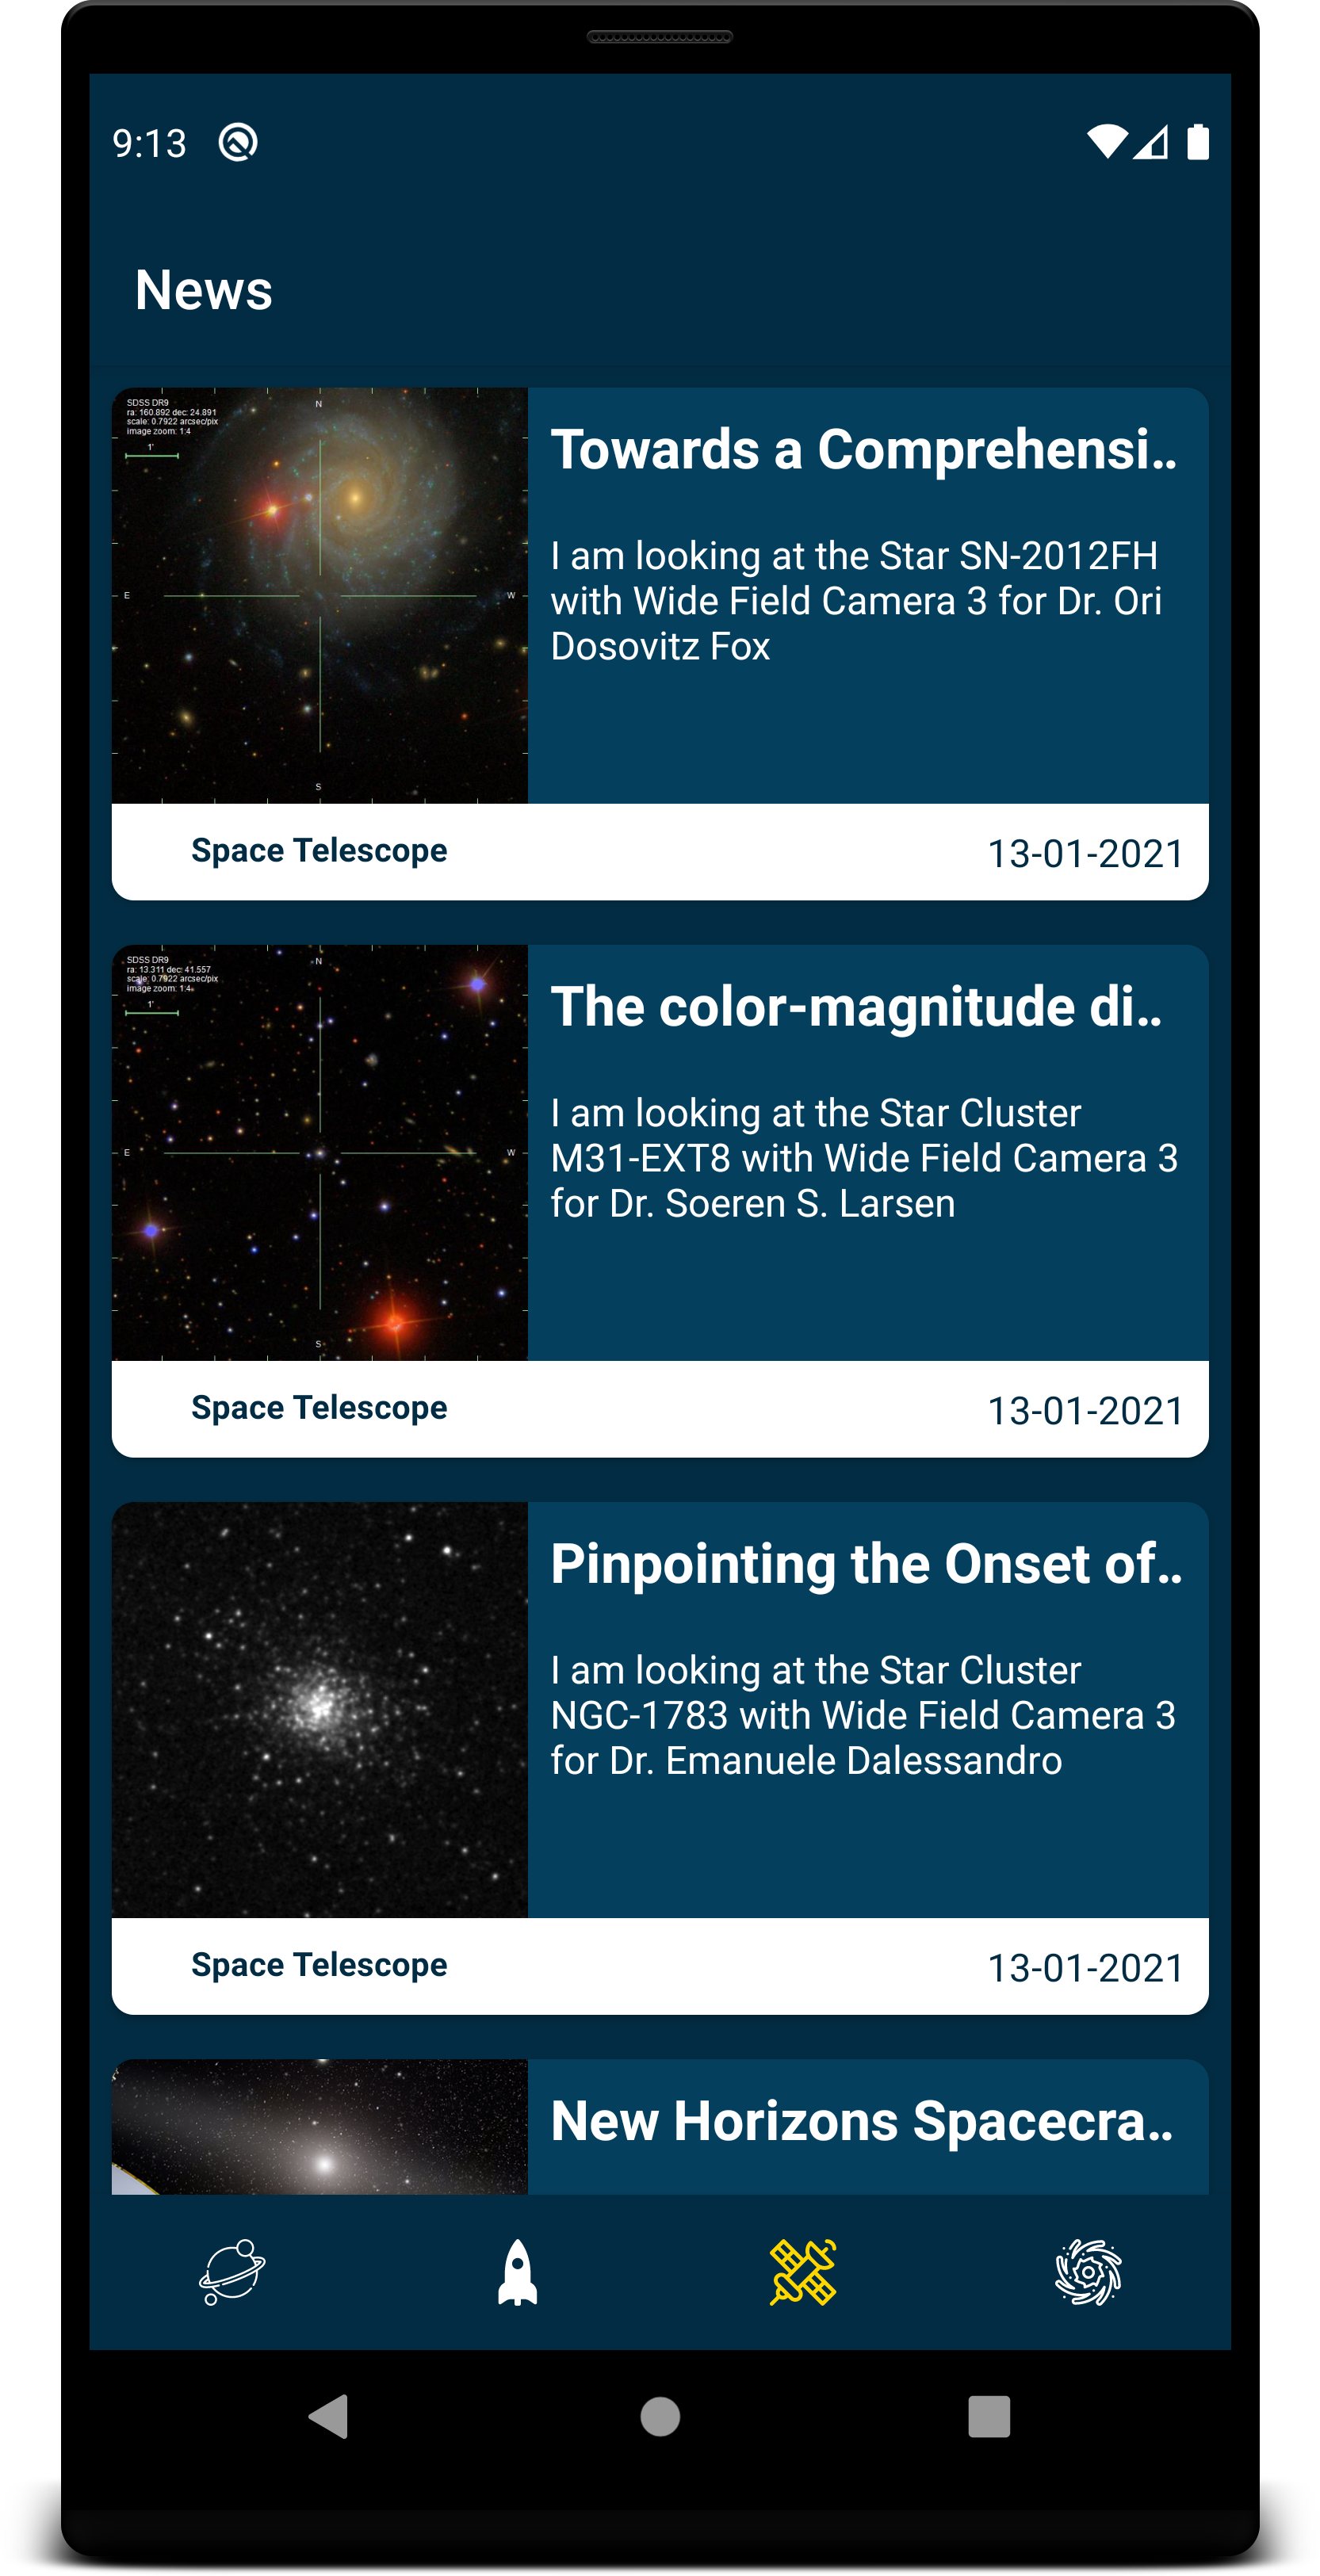 9:13
News
SDSS DR9
ra: 160.892 dec: 24.891
scale: 0.7922 arcsec/pix
image zoom: 1:4
1'
N
E
W
S
Towards a Comprehensi..
I am looking at the Star SN-2012FH
with Wide Field Camera 3 for Dr. Ori
Dosovitz Fox
Space Telescope
13-01-2021
SDSS DR9
ra: 13.311 dec: 41.557
scale: 0.7922 arcsec/pix
image zoom: 1:4
1'
N
E
W
S
The color-magnitude di..
I am looking at the Star Cluster
M31-EXT8 with Wide Field Camera 3
for Dr. Soeren S. Larsen
Space Telescope
13-01-2021
Pinpointing the Onset of..
I am looking at the Star Cluster
NGC-1783 with Wide Field Camera 3
for Dr. Emanuele Dalessandro
Space Telescope
13-01-2021
New Horizons Spacecra..